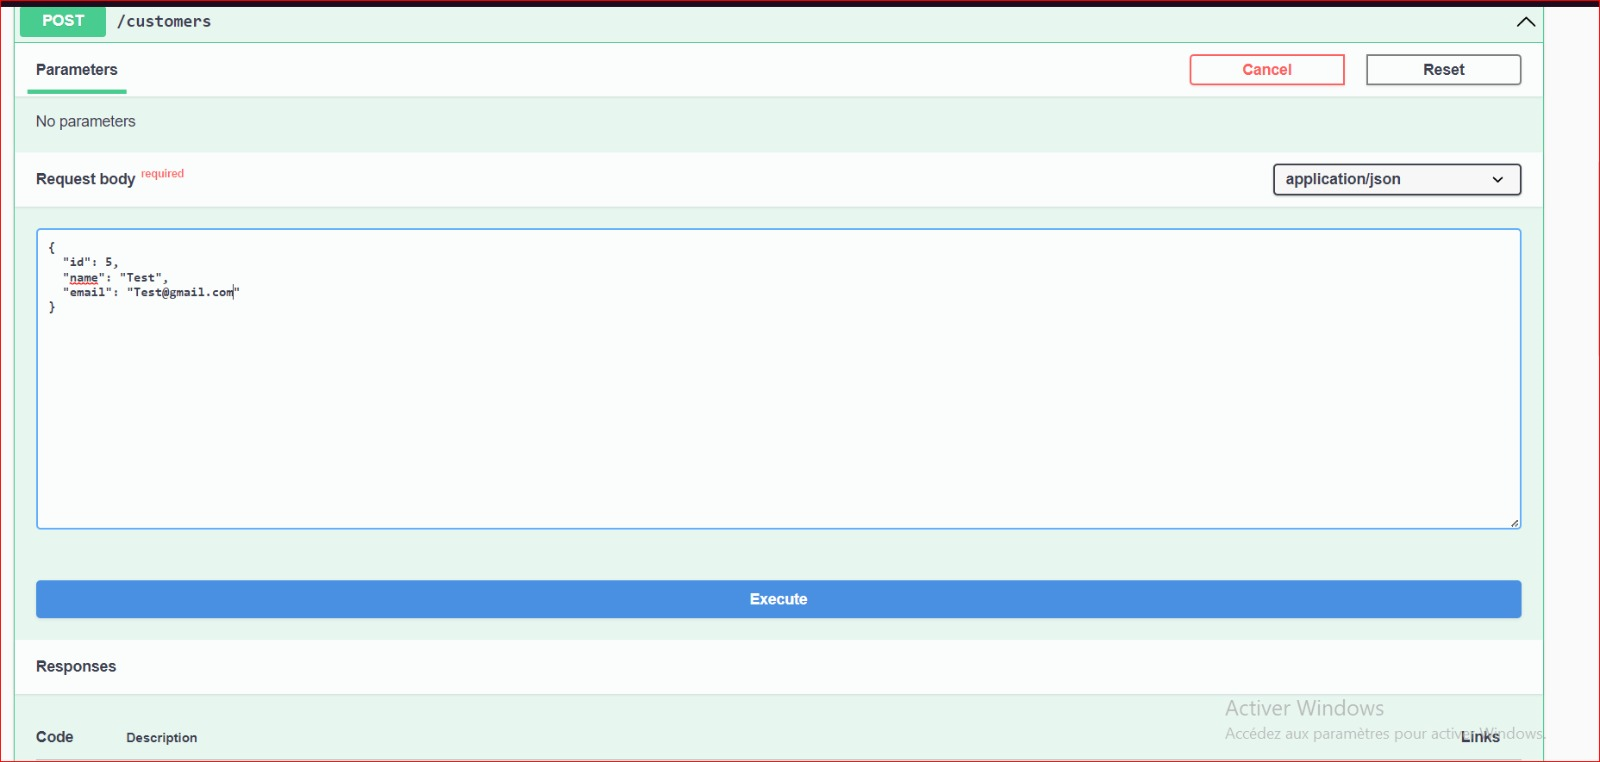 POST /customers
Parameters Cancel Reset
No parameters
Request body required application/json
{
"id": 5,
"name": "Test",
"email": "Test@gmail.com"
}
Execute
Responses
Activer Windows
Accédez aux paramètres pour activer Windows.
Code Description Links